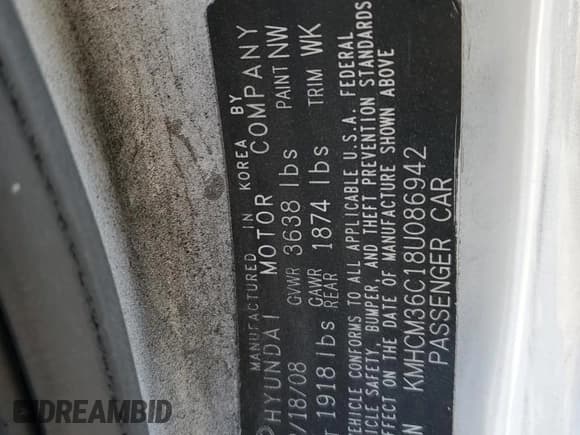 MANUFACTURED IN KOREA BY
HYUNDAI MOTOR COMPANY
/18/08 GVWR 3638 lbs PAINT NW
1918 lbs GAWR REAR 1874 lbs TRIM WK
VEHICLE CONFORMS TO ALL APPLICABLE U.S.A. FEDERAL
VEHICLE SAFETY, BUMPER, AND THEFT PREVENTION STANDARDS
EFFECT ON THE DATE OF MANUFACTURE SHOWN ABOVE
KMHCM36C18U086942
PASSENGER CAR
DREAMBID